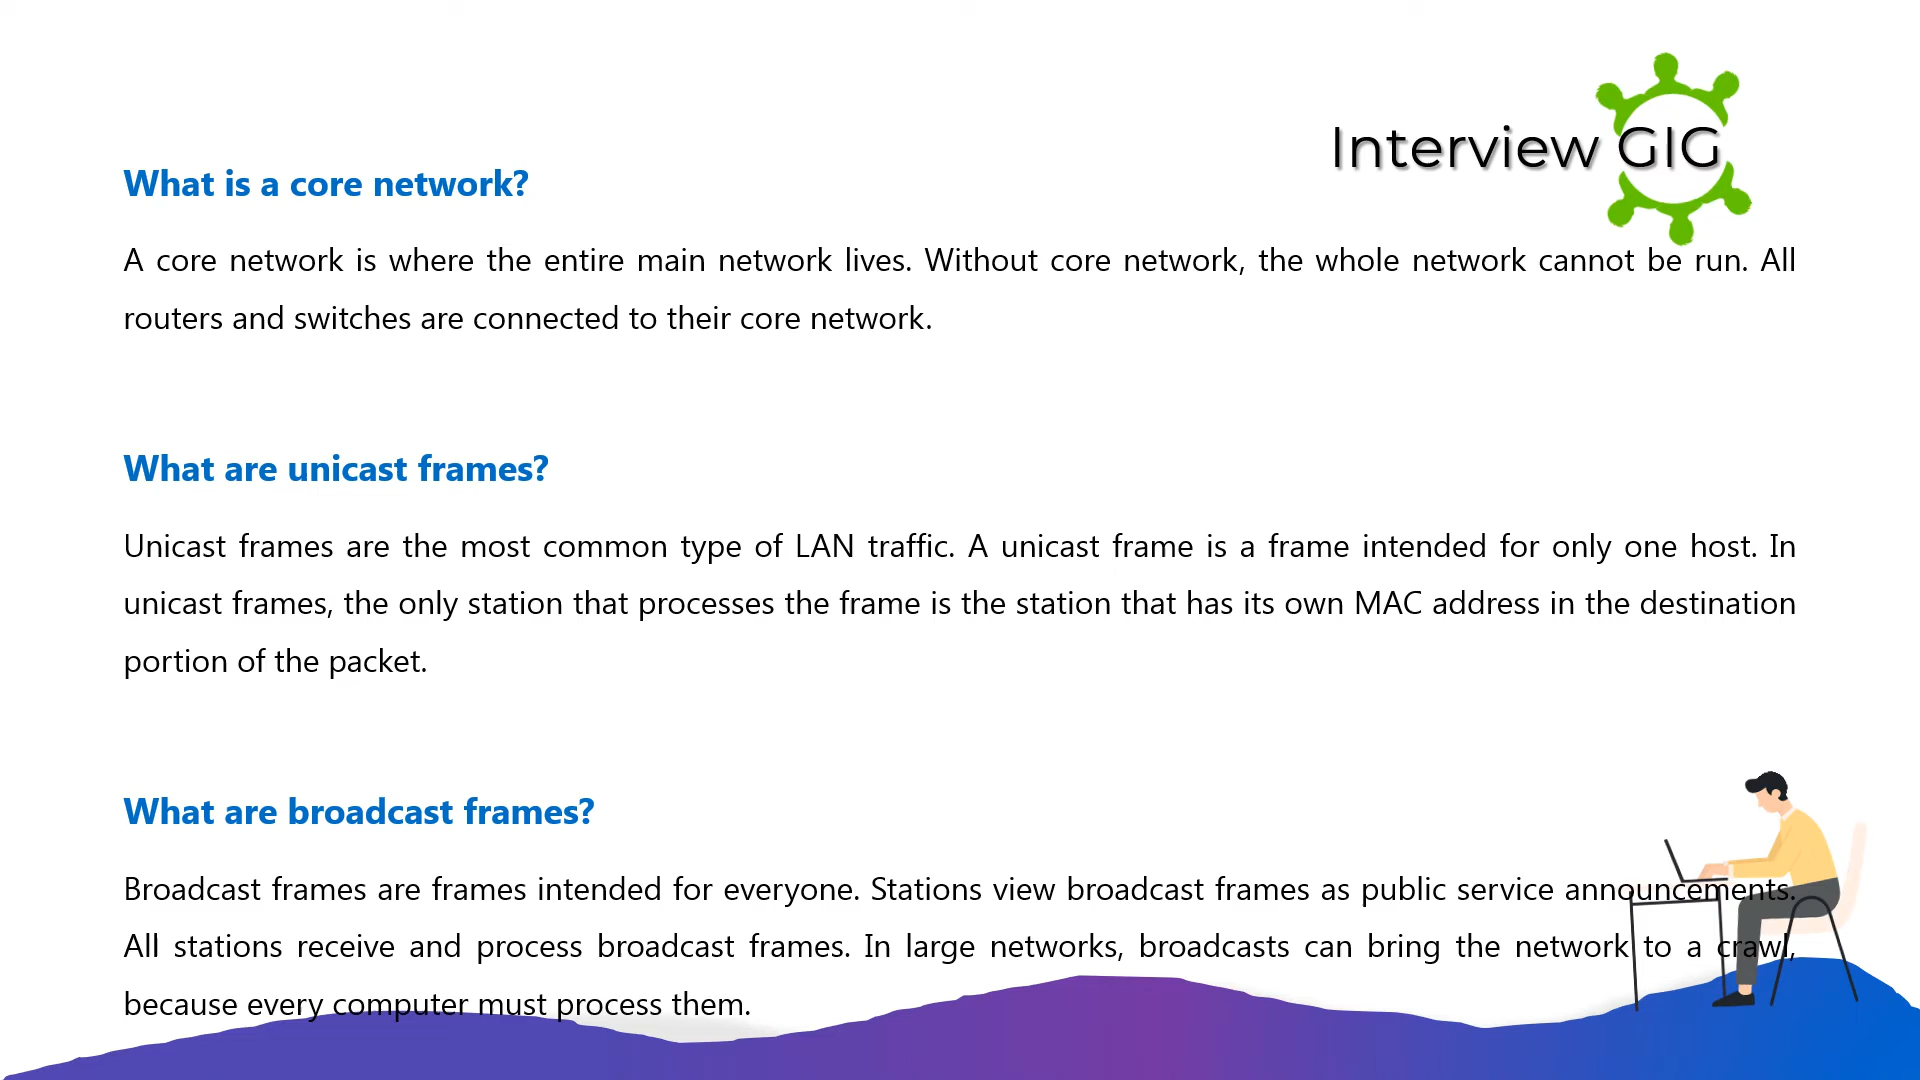 Interview GIG
What is a core network?
A core network is where the entire main network lives. Without core network, the whole network cannot be run. All
routers and switches are connected to their core network.
What are unicast frames?
Unicast frames are the most common type of LAN traffic. A unicast frame is a frame intended for only one host. In
unicast frames, the only station that processes the frame is the station that has its own MAC address in the destination
portion of the packet.
What are broadcast frames?
Broadcast frames are frames intended for everyone. Stations view broadcast frames as public service announcements.
All stations receive and process broadcast frames. In large networks, broadcasts can bring the network to a crawl,
because every computer must process them.